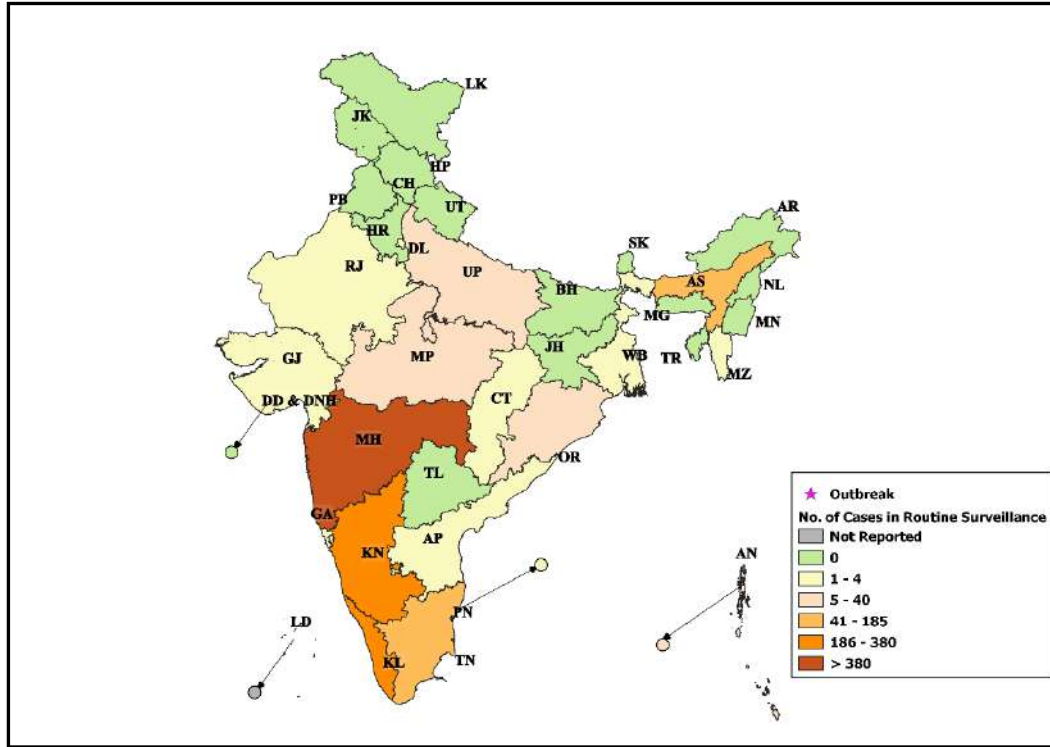 LK
JK
HP
CH
PB
UT
HR
DL
AR
SK
RJ
UP
AS
NL
BH
MG
MN
GJ
MP
JH
WB
TR
MZ
DD & DNH
CT
MH
OR
TL
GA
AP
KN
AN
PN
LD
KL
TN
Outbreak
No. of Cases in Routine Surveillance
Not Reported
0
1 - 4
5 - 40
41 - 185
186 - 380
> 380